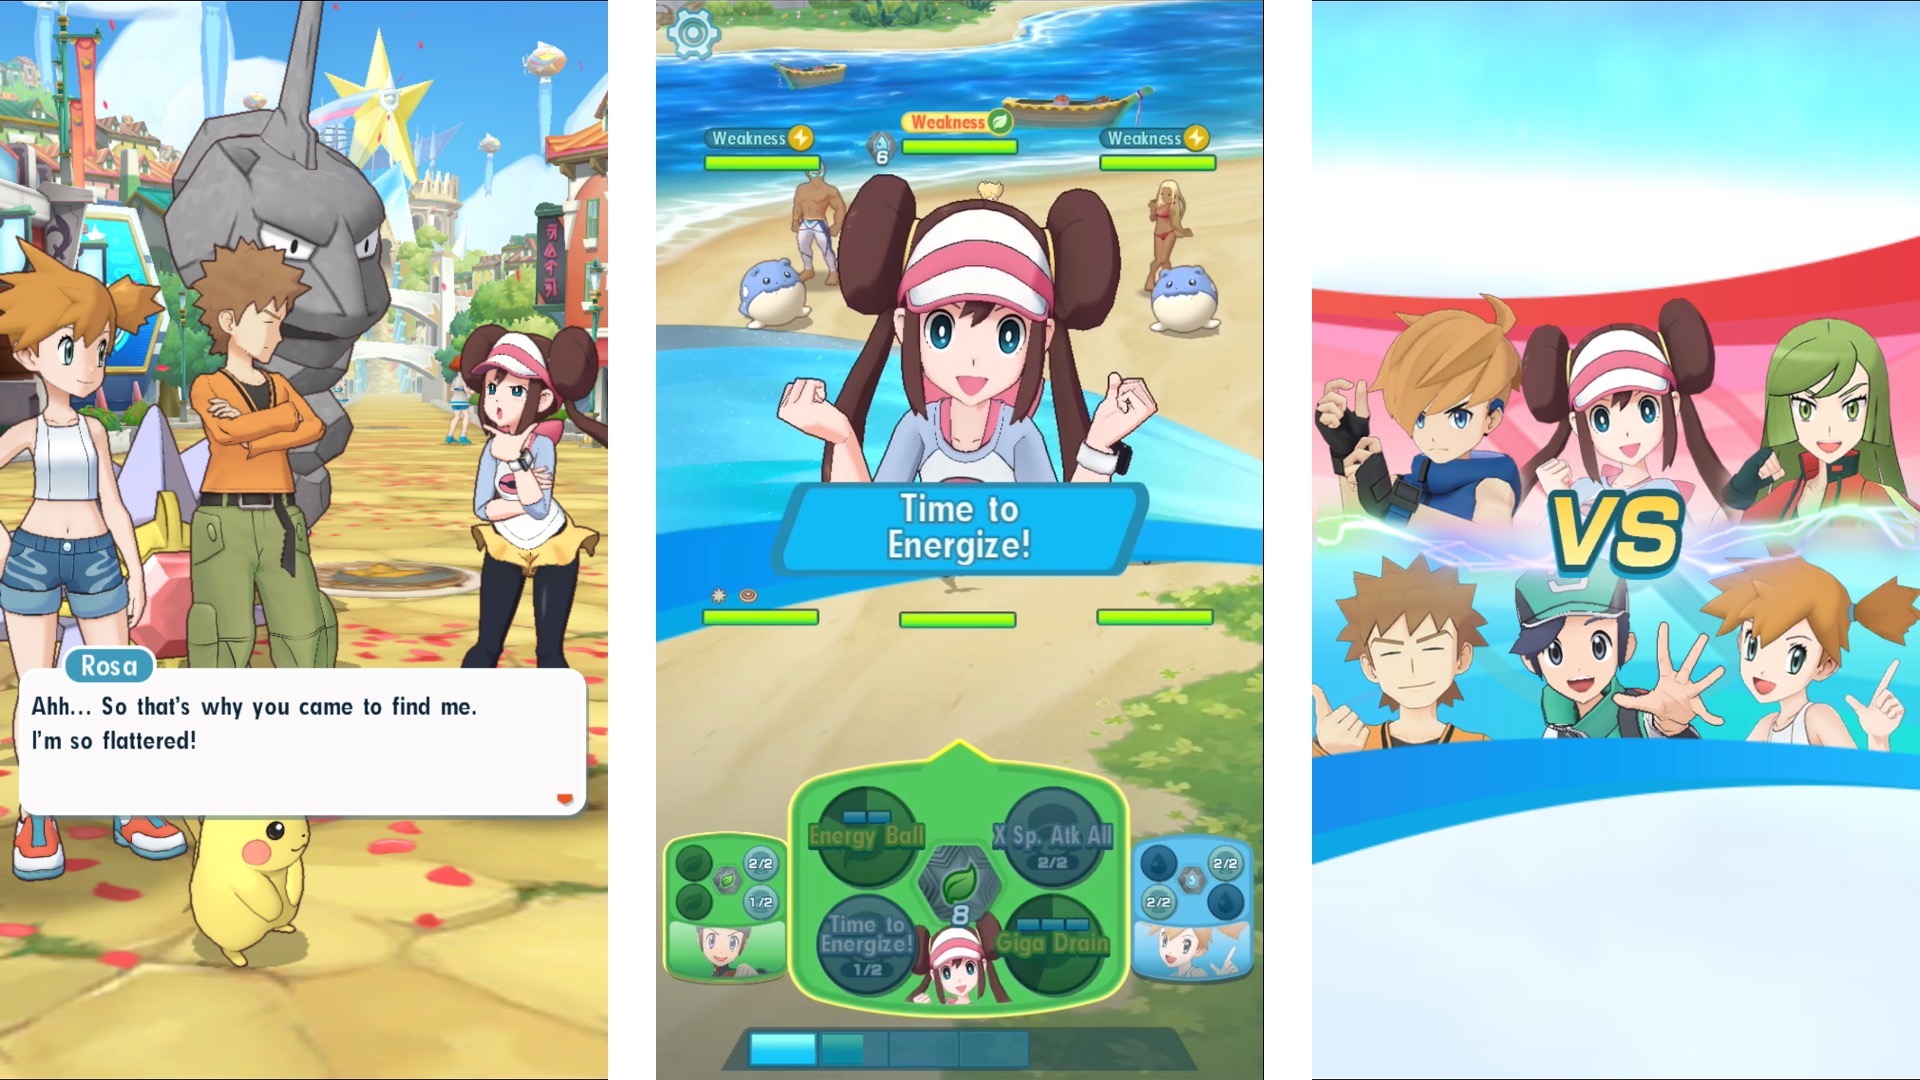 Rosa
Ahh... So that's why you came to find me.
I'm so flattered!
Weakness
6
Weakness
Weakness
Time to
Energize!
Energy Ball
X Sp. Atk All
2/2
2/2
1/2
8
Time to
Energize!
1/2
Giga Drain
2/2
2/2
VS